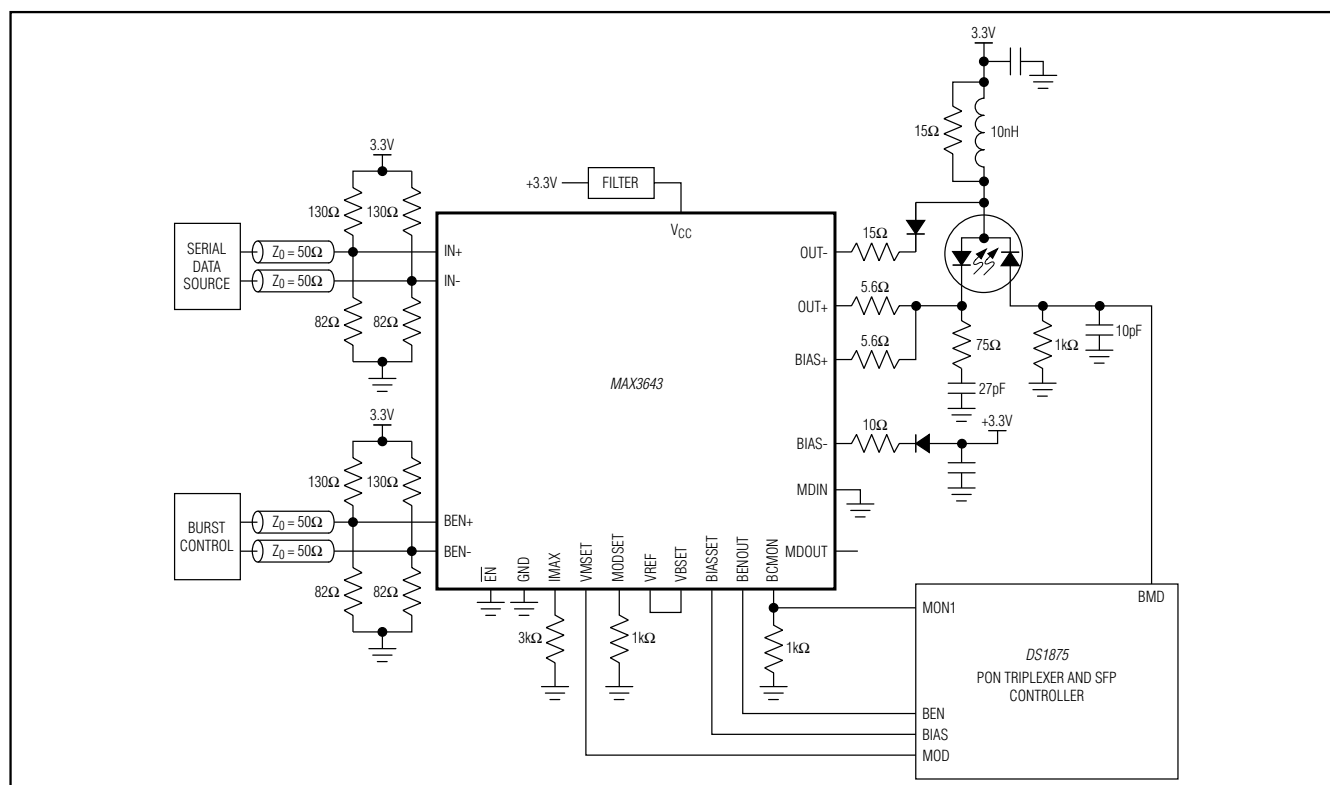 3.3V
15Ω
10nH
3.3V
130Ω
130Ω
+3.3V
FILTER
VCC
SERIAL
DATA
SOURCE
Z0 = 50Ω
Z0 = 50Ω
IN+
IN-
82Ω
82Ω
OUT-
15Ω
OUT+
5.6Ω
BIAS+
5.6Ω
75Ω
27pF
1kΩ
10pF
MAX3643
BIAS-
10Ω
+3.3V
MDIN
MDOUT
3.3V
130Ω
130Ω
BURST
CONTROL
Z0 = 50Ω
Z0 = 50Ω
BEN+
BEN-
82Ω
82Ω
EN
GND
IMAX
VMSET
MODSET
VREF
VBSET
BIASSET
BENOUT
BCMON
3kΩ
1kΩ
1kΩ
BMD
MON1
DS1875
PON TRIPLEXER AND SFP
CONTROLLER
BEN
BIAS
MOD